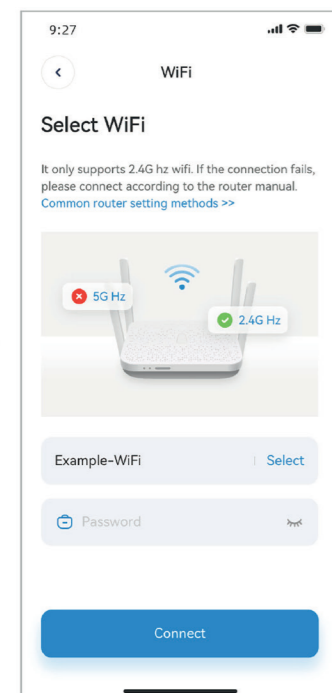 9:27
WiFi
Select WiFi
It only supports 2.4G hz wifi. If the connection fails,
please connect according to the router manual.
Common router setting methods >>
5G Hz
2.4G Hz
Example-WiFi
Select
Password
Connect